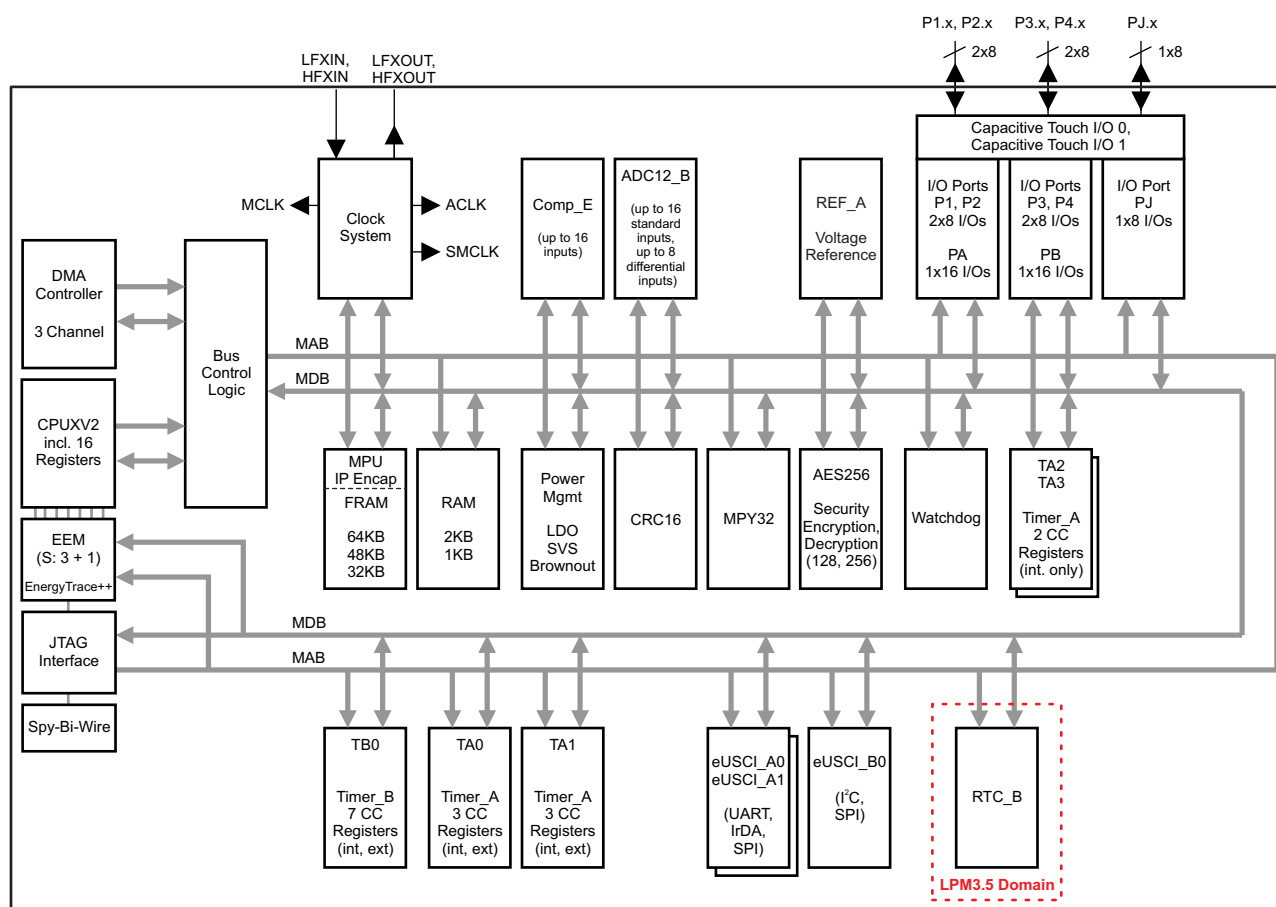 P1.x, P2.x
P3.x, P4.x
PJ.x
2x8
2x8
1x8
LFXIN,
HFXIN
LFXOUT,
HFXOUT
Capacitive Touch I/O 0,
Capacitive Touch I/O 1
MCLK
Clock
System
ACLK
SMCLK
Comp_E
(up to 16
inputs)
ADC12_B
(up to 16
standard
inputs,
up to 8
differential
inputs)
REF_A
Voltage
Reference
I/O Ports
P1, P2
2x8 I/Os
PA
1x16 I/Os
I/O Ports
P3, P4
2x8 I/Os
PB
1x16 I/Os
I/O Port
PJ
1x8 I/Os
DMA
Controller
3 Channel
Bus
Control
Logic
MAB
MDB
CPUXV2
incl. 16
Registers
MPU
IP Encap
FRAM
64KB
48KB
32KB
RAM
2KB
1KB
Power
Mgmt
LDO
SVS
Brownout
CRC16
MPY32
AES256
Security
Encryption,
Decryption
(128, 256)
Watchdog
TA2
TA3
Timer_A
2 CC
Registers
(int. only)
EEM
(S: 3 + 1)
EnergyTrace++
MDB
JTAG
Interface
MAB
Spy-Bi-Wire
TB0
Timer_B
7 CC
Registers
(int, ext)
TA0
Timer_A
3 CC
Registers
(int, ext)
TA1
Timer_A
3 CC
Registers
(int, ext)
eUSCI_A0
eUSCI_A1
(UART,
IrDA,
SPI)
eUSCI_B0
(I²C,
SPI)
RTC_B
LPM3.5 Domain